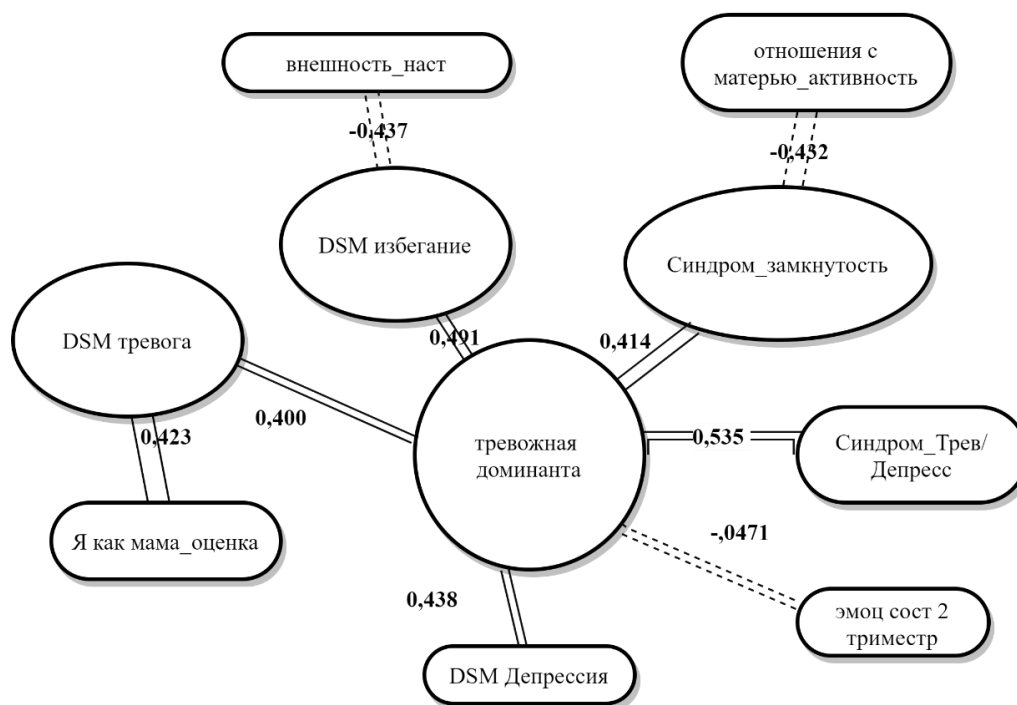 внешность_наст
отношения с
матерью_активность
-0,437
-0,432
DSM избегание
Синдром_замкнутость
DSM тревога
0,491
0,414
0,400
0,423
тревожная
доминанта
0,535
Синдром_Трев/
Депресс
Я как мама_оценка
-,0471
0,438
эмоц сост 2
триместр
DSM Депрессия